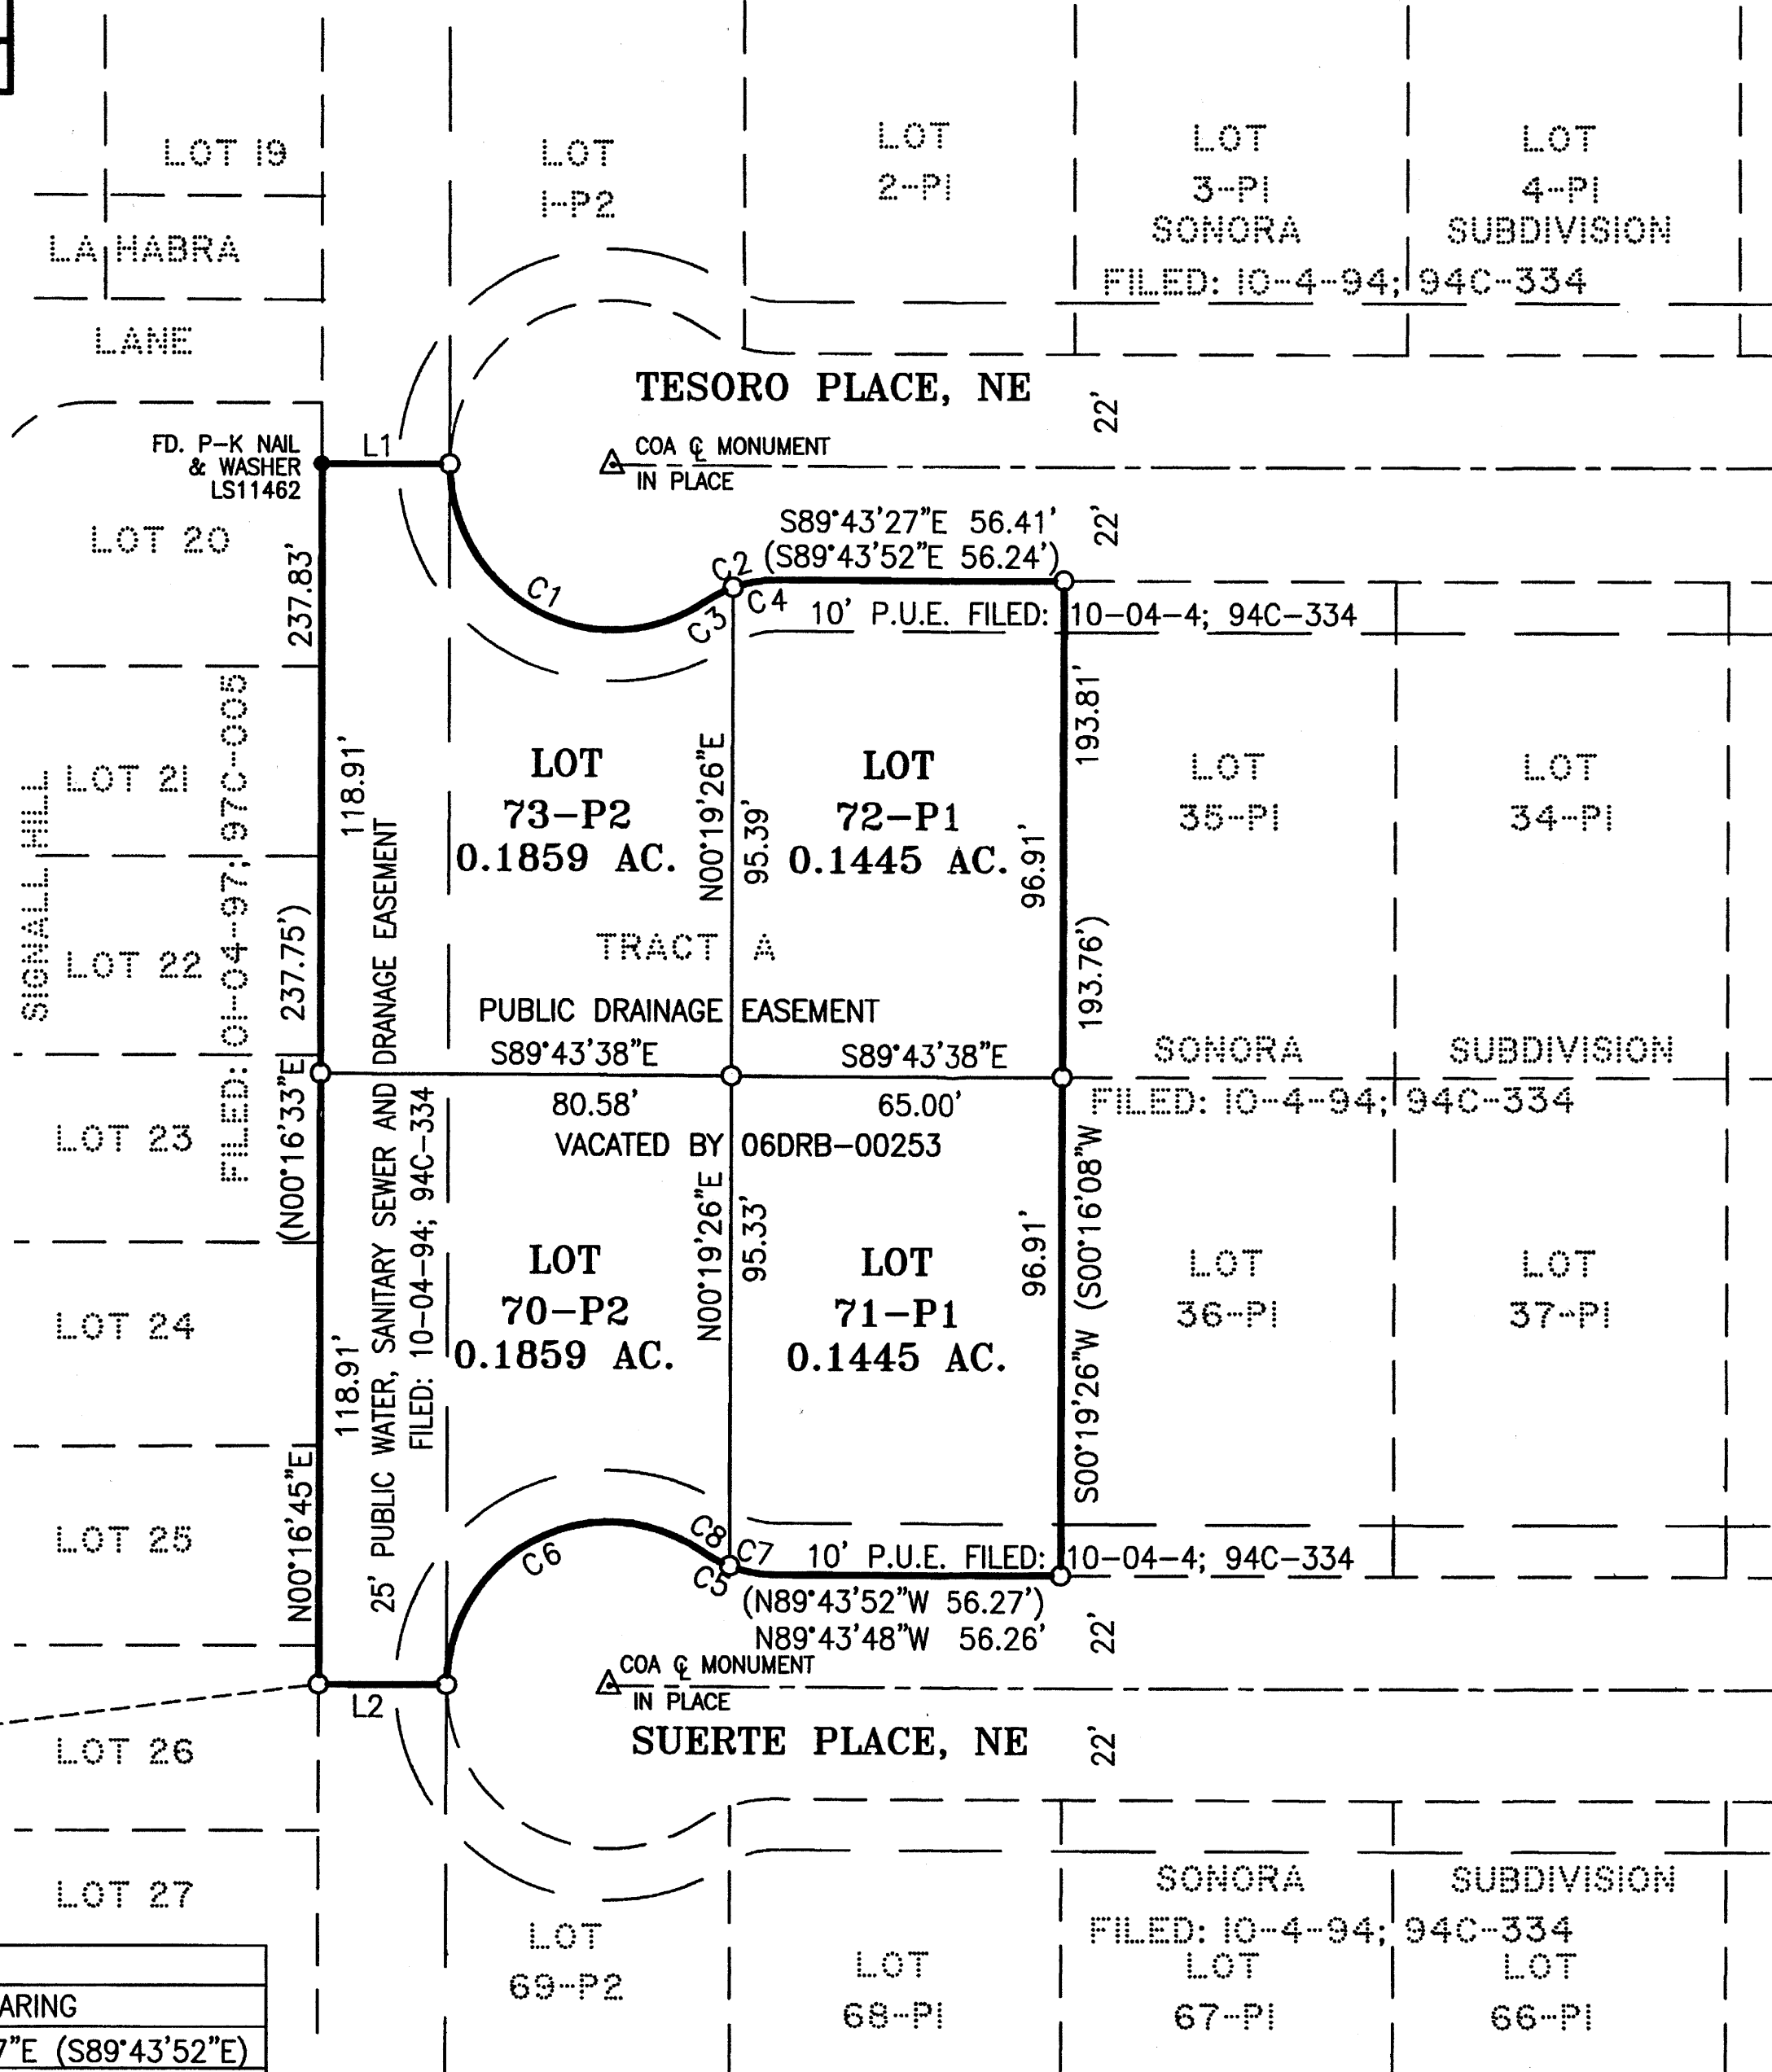 LOT 19
LA HABRA
LANE
LOT
1-P2
LOT
2-P1
LOT
3-P1
SONORA
LOT
4-P1
SUBDIVISION
FILED: 10-4-94; 94C-334
TESORO PLACE, NE
22'
FD. P-K NAIL
& WASHER
LS11462
L1
COA ℄ MONUMENT
IN PLACE
22'
LOT 20
237.83'
C1
C2
C3
C4
S89°43'27"E 56.41'
(S89°43'52"E 56.24')
10' P.U.E. FILED: 10-04-4; 94C-334
193.81'
SIGNAL HILL
FILED: 01-04-97; 97C-005
LOT 21
LOT 22
118.91'
LOT
73-P2
0.1859 AC.
N00°19'26"E
95.39'
LOT
72-P1
0.1445 AC.
96.91'
LOT
35-P1
LOT
34-P1
237.75')
(N00°16'33"E
TRACT A
193.76')
PUBLIC DRAINAGE EASEMENT
S89°43'38"E
S89°43'38"E
80.58'
65.00'
VACATED BY 06DRB-00253
SONORA SUBDIVISION
FILED: 10-4-94; 94C-334
25' PUBLIC WATER, SANITARY SEWER AND DRANAGE EASEMENT
FILED: 10-04-94; 94C-334
LOT 23
LOT 24
LOT 25
118.91'
N00°16'45"E
LOT
70-P2
0.1859 AC.
N00°19'26"E
95.33'
LOT
71-P1
0.1445 AC.
96.91'
S00°19'26"W (S00°16'08"W
LOT
36-P1
LOT
37-P1
C6
C8
C7
C5
10' P.U.E. FILED: 10-04-4; 94C-334
(N89°43'52"W 56.27')
N89°43'48"W 56.26'
22'
L2
COA ℄ MONUMENT
IN PLACE
SUERTE PLACE, NE
22'
LOT 26
LOT 27
LOT
69-P2
LOT
68-P1
SONORA SUBDIVISION
FILED: 10-4-94; 94C-334
LOT
67-P1
LOT
66-P1
ARING
7"E (S89°43'52"E)